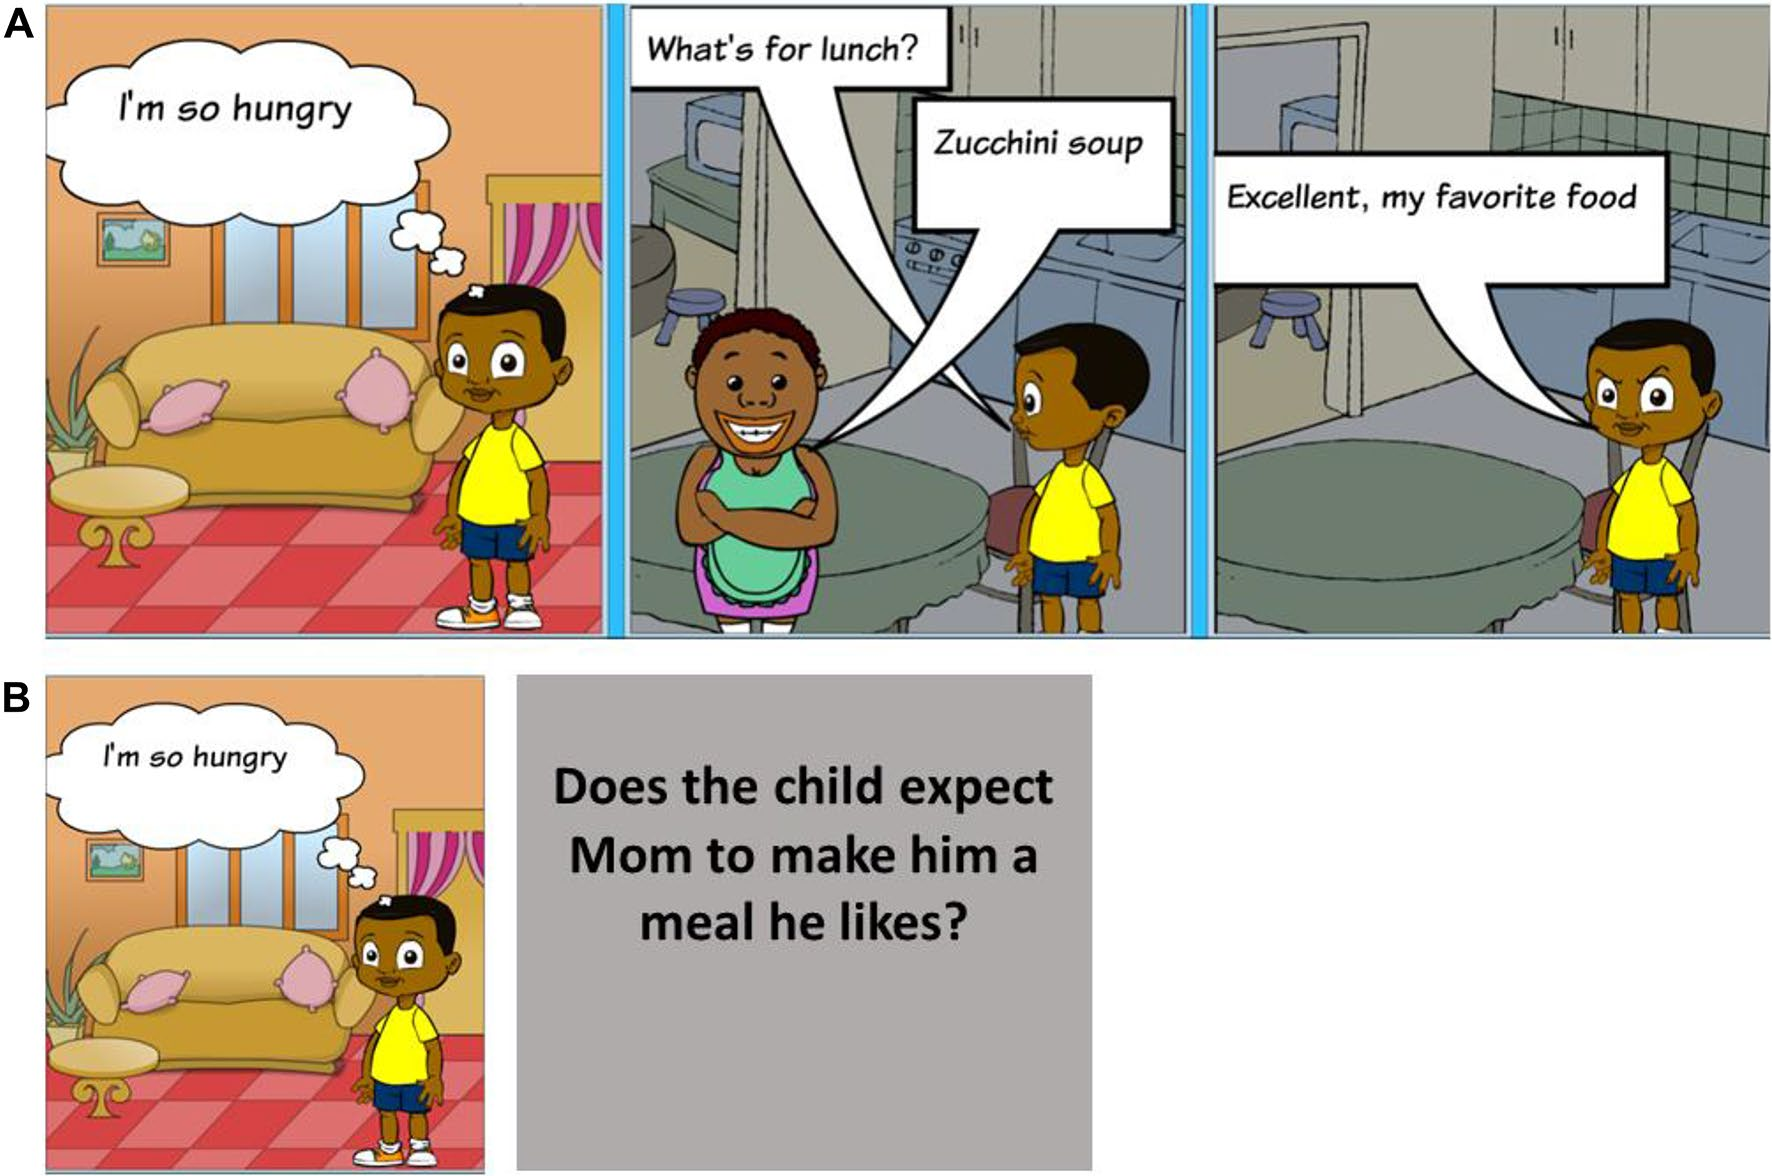 A
I'm so hungry
What's for lunch?
Zucchini soup
Excellent, my favorite food
B
I'm so hungry
Does the child expect
Mom to make him a
meal he likes?